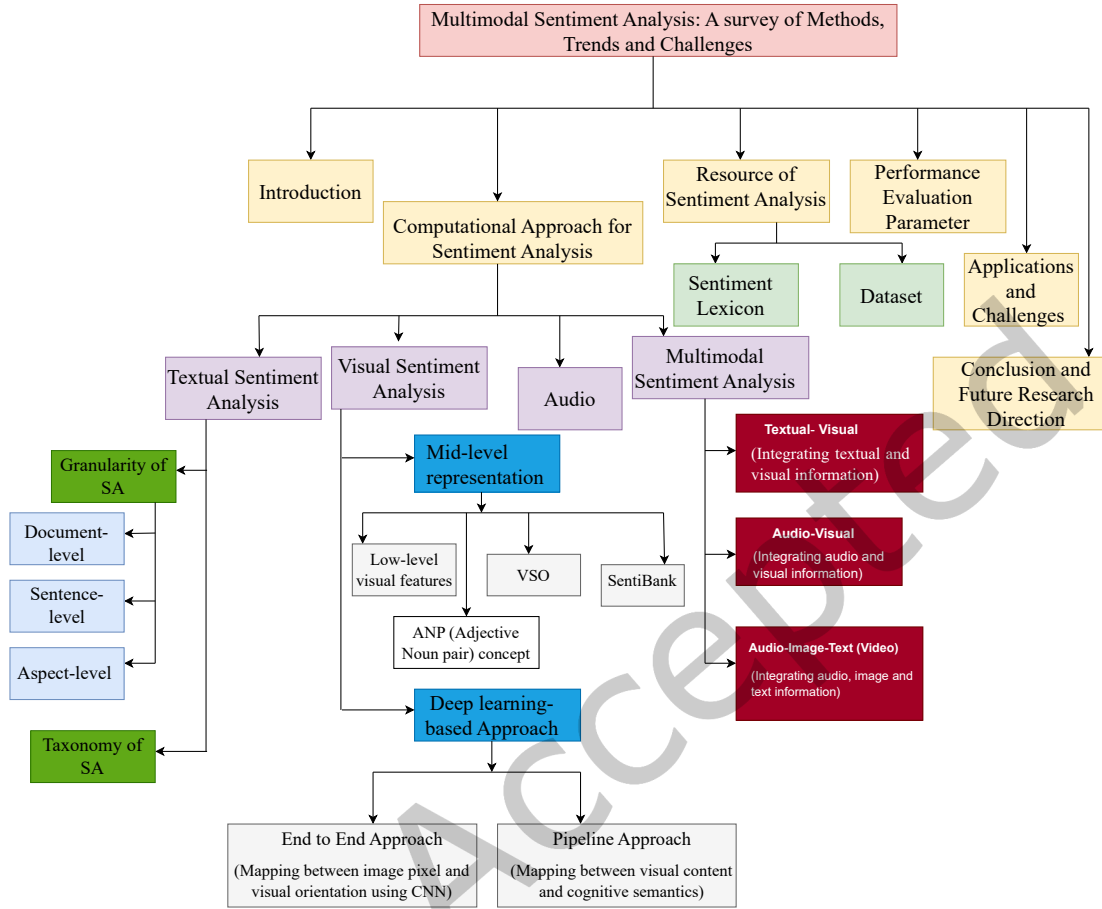 Multimodal Sentiment Analysis: A survey of Methods,
Trends and Challenges
Introduction
Computational Approach for
Sentiment Analysis
Resource of
Sentiment Analysis
Performance
Evaluation
Parameter
Applications
and
Challenges
Conclusion and
Future Research
Direction
Sentiment
Lexicon
Dataset
Textual Sentiment
Analysis
Visual Sentiment
Analysis
Audio
Multimodal
Sentiment Analysis
Granularity of
SA
Document-
level
Sentence-
level
Aspect-level
Taxonomy of
SA
Mid-level
representation
Low-level
visual features
ANP (Adjective
Noun pair) concept
VSO
SentiBank
Deep learning-
based Approach
End to End Approach
(Mapping between image pixel and
visual orientation using CNN)
Pipeline Approach
(Mapping between visual content
and cognitive semantics)
Textual- Visual
(Integrating textual and
visual information)
Audio-Visual
(Integrating audio and
visual information)
Audio-Image-Text (Video)
(Integrating audio, image and
text information)
Accepted